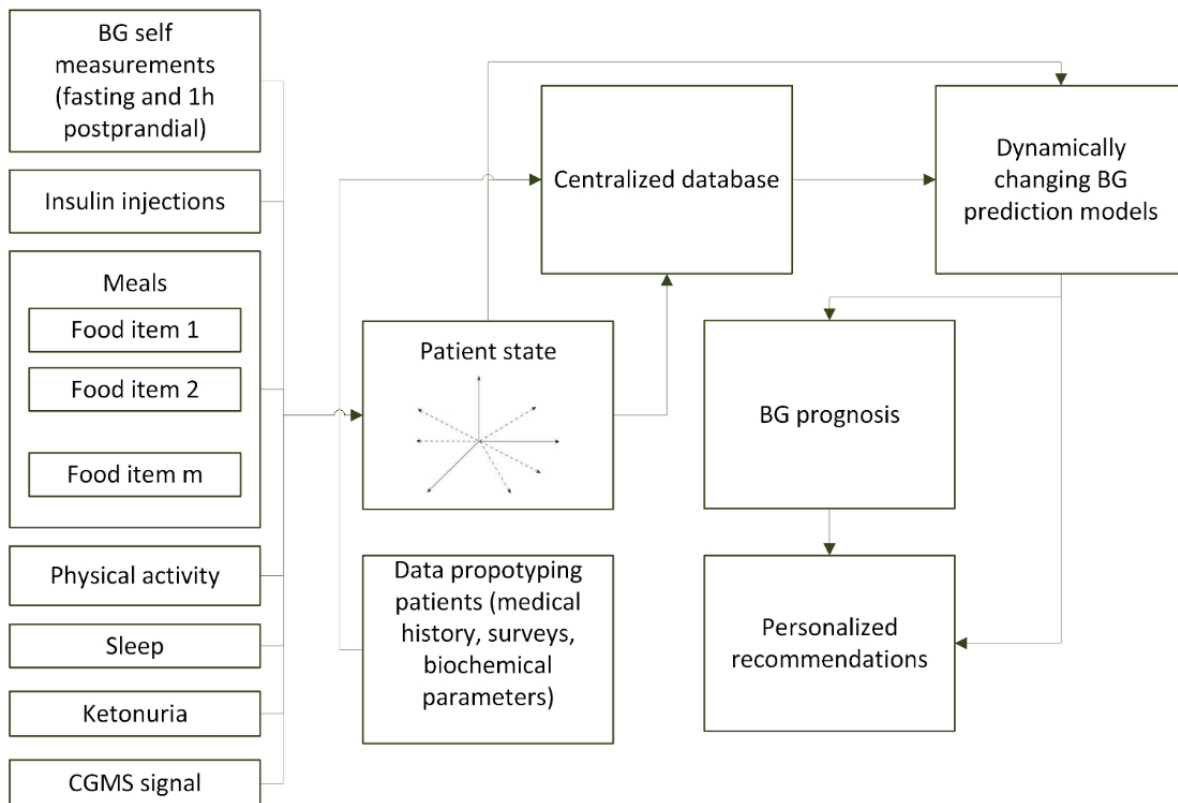 BG self
measurements
(fasting and 1h
postprandial)
Insulin injections
Meals
Food item 1
Food item 2
Food item m
Physical activity
Sleep
Ketonuria
CGMS signal
Patient state
Data propotyping
patients (medical
history, surveys,
biochemical
parameters)
Centralized database
Dynamically
changing BG
prediction models
BG prognosis
Personalized
recommendations